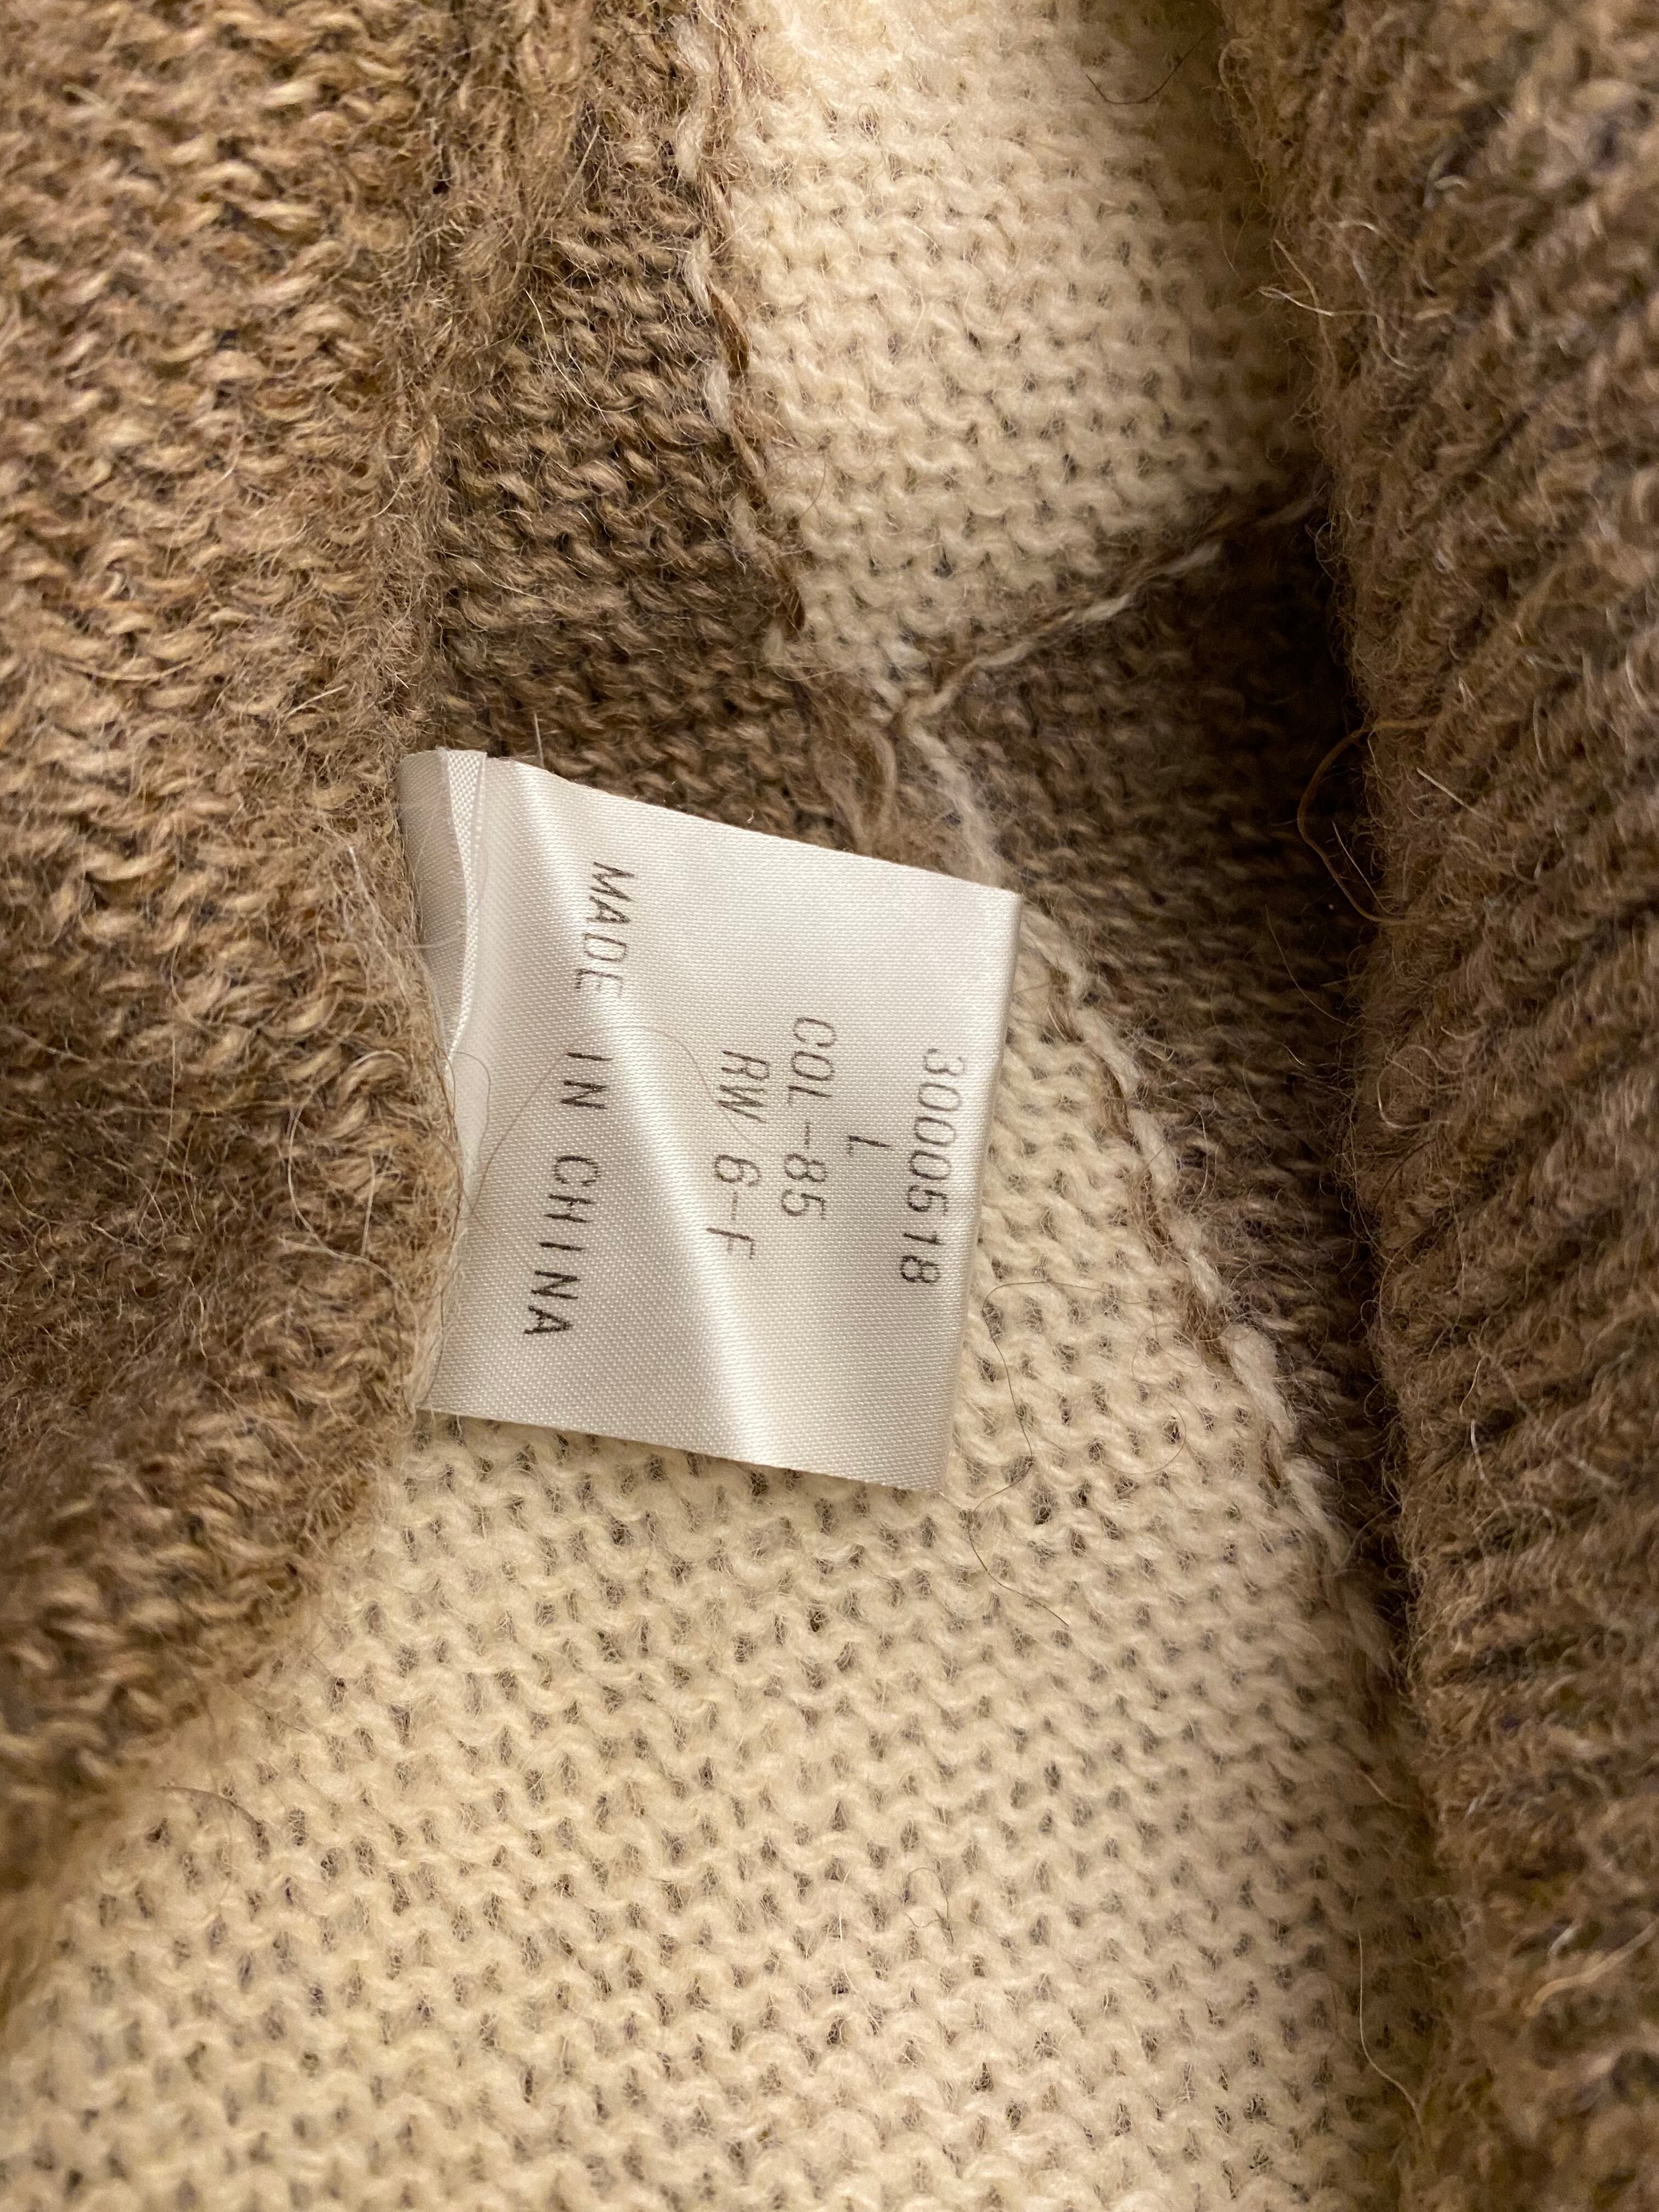 3000518
L
COL-85
RW 6-F
MADE IN CHINA